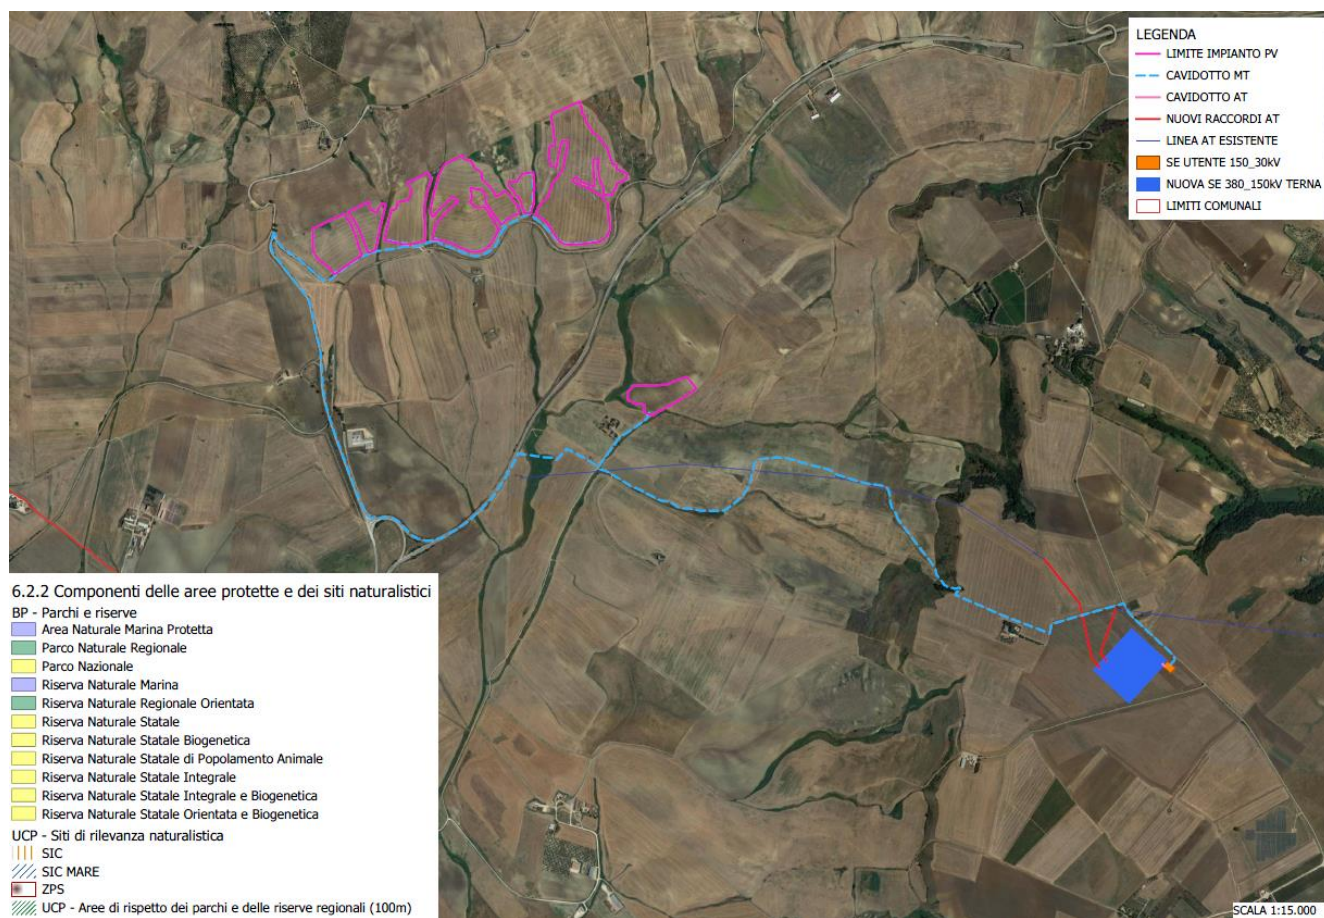 LEGENDA
LIMITE IMPIANTO PV
CAVIDOTTO MT
CAVIDOTTO AT
NUOVI RACCORDI AT
LINEA AT ESISTENTE
SE UTENTE 150_30kV
NUOVA SE 380_150kV TERNA
LIMITI COMUNALI
6.2.2 Componenti delle aree protette e dei siti naturalistici
BP - Parchi e riserve
Area Naturale Marina Protetta
Parco Naturale Regionale
Parco Nazionale
Riserva Naturale Marina
Riserva Naturale Regionale Orientata
Riserva Naturale Statale
Riserva Naturale Statale Biogenetica
Riserva Naturale Statale di Popolamento Animale
Riserva Naturale Statale Integrale
Riserva Naturale Statale Integrale e Biogenetica
Riserva Naturale Statale Orientata e Biogenetica
UCP - Siti di rilevanza naturalistica
SIC
SIC MARE
ZPS
UCP - Aree di rispetto dei parchi e delle riserve regionali (100m)
SCALA 1:15.000